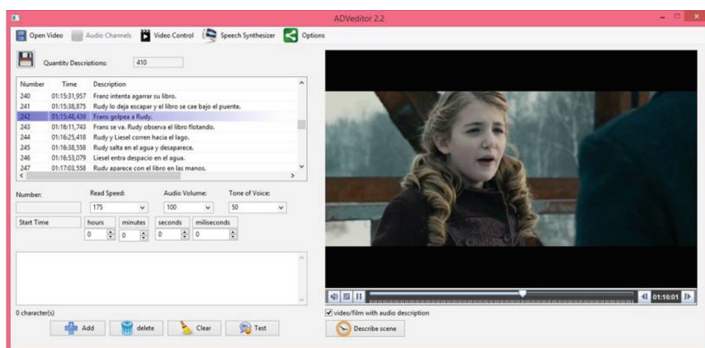 ADVeditor 2.2
Open Video Audio Channels Video Control Speech Synthesizer Options
Quantity Descriptions: 410
Number Time Description
240 01:15:31,957 Franz intenta agarrar su libro.
241 01:15:38,875 Rudy lo deja escapar y el libro se cae bajo el puente.
242 01:15:48,439 Franz golpea a Rudy.
243 01:16:11,743 Frans se va. Rudy observa el libro flotando.
244 01:16:25,418 Rudy y Liesel corren hacia el lago.
245 01:16:38,558 Rudy salta en el agua y desaparece.
246 01:16:53,079 Liesel entra despacio en el agua.
247 01:17:03,558 Rudy aparece con el libro en las manos.
Number: Read Speed: Audio Volume: Tone of Voice:
175 100 50
Start Time hours minutes seconds miliseconds
0 0 0 0
01:16:01
0 character(s)
video/film with audio description
Add delete Clear Test
Describe scene